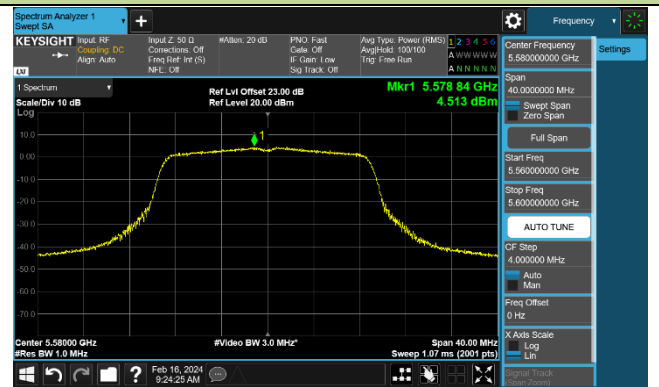 Spectrum Analyzer 1
Swept SA
Frequency
KEYSIGHT
Input: RF
Coupling: DC
Align: Auto
Input Z: 50 Ω
Corrections: Off
Freq Ref: Int (S)
NFE: Off
#Atten: 20 dB
PNO: Fast
Gate: Off
IF Gain: Low
Sig Track: Off
Avg Type: Power (RMS)
Avg|Hold: 100/100
Trig: Free Run
1 2 3 4 5 6
A W W W W W
A N N N N N
LXI
1 Spectrum
Scale/Div 10 dB
Log
Ref Lvl Offset 23.00 dB
Ref Level 20.00 dBm
Mkr1 5.578 84 GHz
4.513 dBm
1
10.0
0.00
-10.0
-20.0
-30.0
-40.0
-50.0
-60.0
-70.0
Center 5.58000 GHz
#Res BW 1.0 MHz
#Video BW 3.0 MHz*
Span 40.00 MHz
Sweep 1.07 ms (2001 pts)
Center Frequency
5.580000000 GHz
Settings
Span
40.0000000 MHz
Swept Span
Zero Span
Full Span
Start Freq
5.560000000 GHz
Stop Freq
5.600000000 GHz
AUTO TUNE
CF Step
4.000000 MHz
Auto
Man
Freq Offset
0 Hz
X Axis Scale
Log
Lin
Signal Track
(Span Zoom)
?
Feb 16, 2024
9:24:25 AM